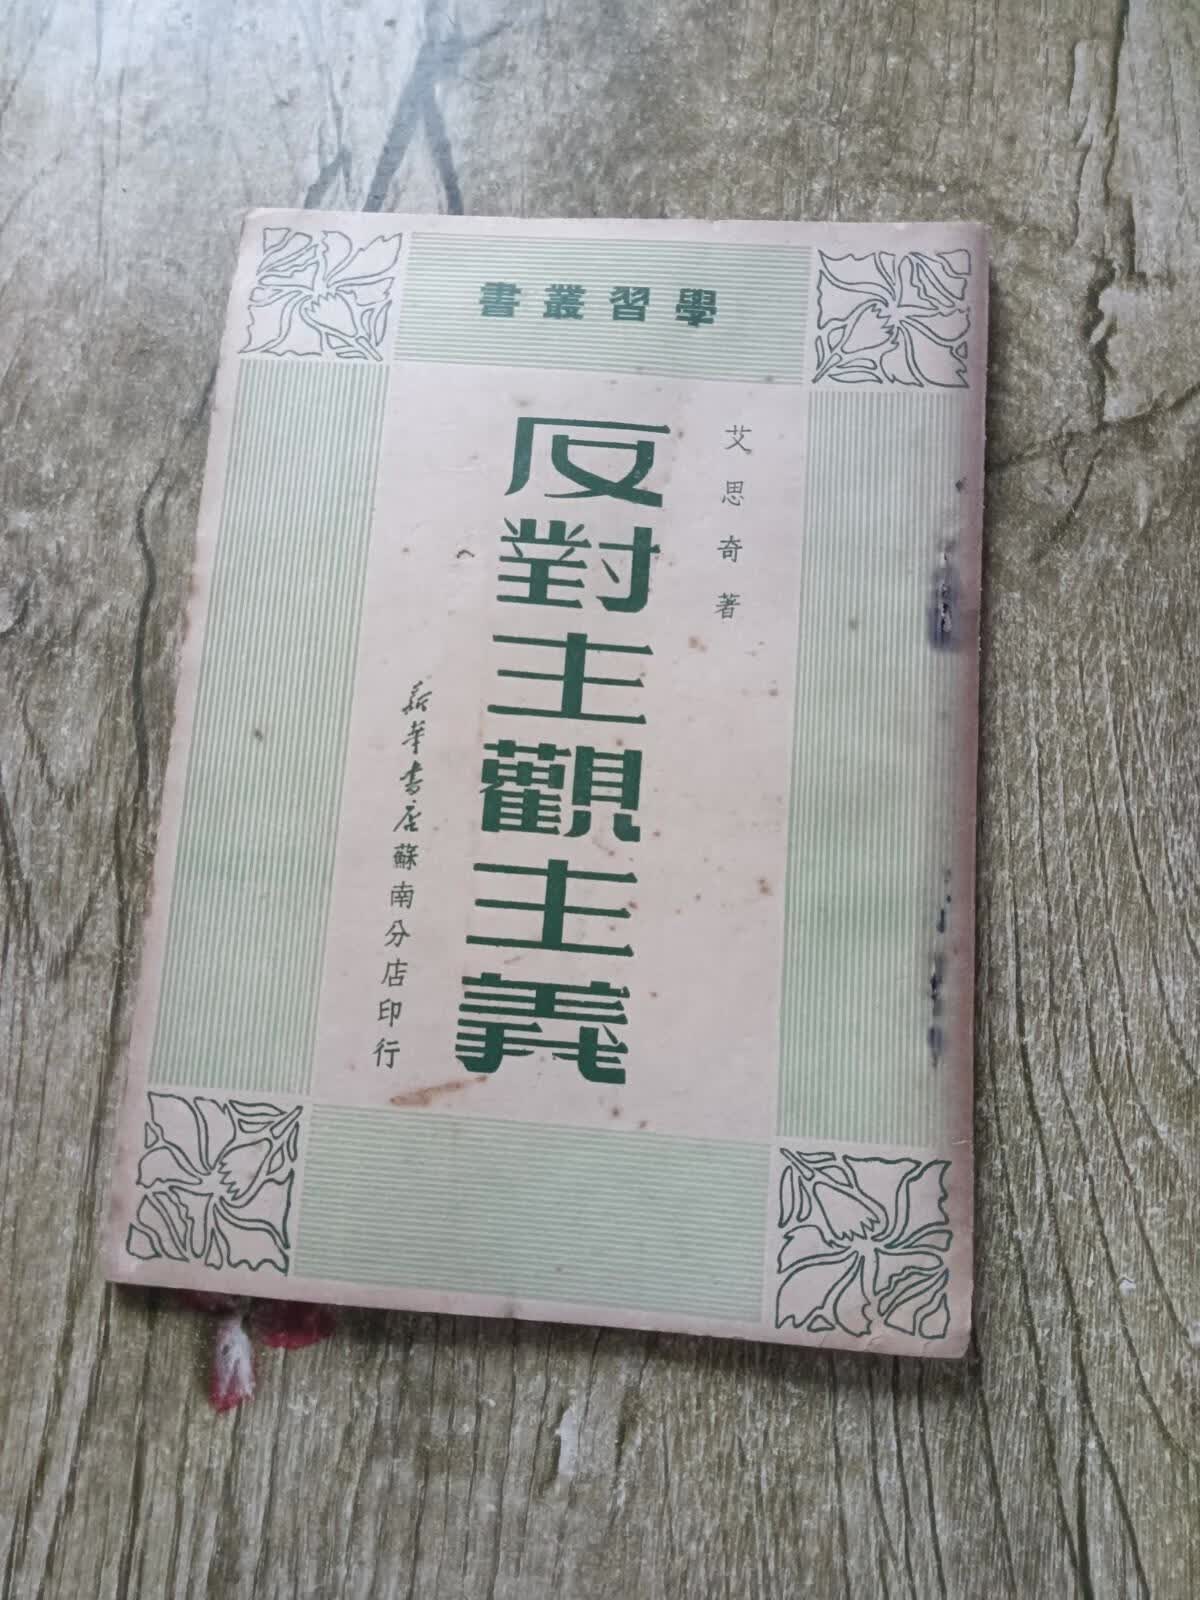 學習叢書
艾思奇著
反對主觀主義
新華書店蘇南分店印行